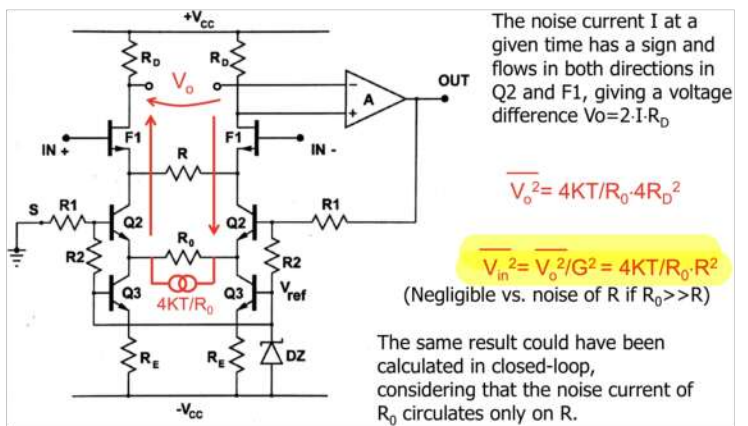 +Vcc
The noise current I at a
given time has a sign and
flows in both directions in
Q2 and F1, giving a voltage
difference Vo=2·I·RD
RD
Vo
RD
OUT
A
−
+
F1
F1
IN +
IN -
R
S
R1
Q2
Q2
R1
R0
R2
R2
4KT/R0
Q3
Q3
Vref
RE
RE
DZ
-Vcc
Vo²= 4KT/R0·4RD²
Vin²= Vo²/G² = 4KT/R0·R²
(Negligible vs. noise of R if R0>>R)
The same result could have been
calculated in closed-loop,
considering that the noise current of
R0 circulates only on R.